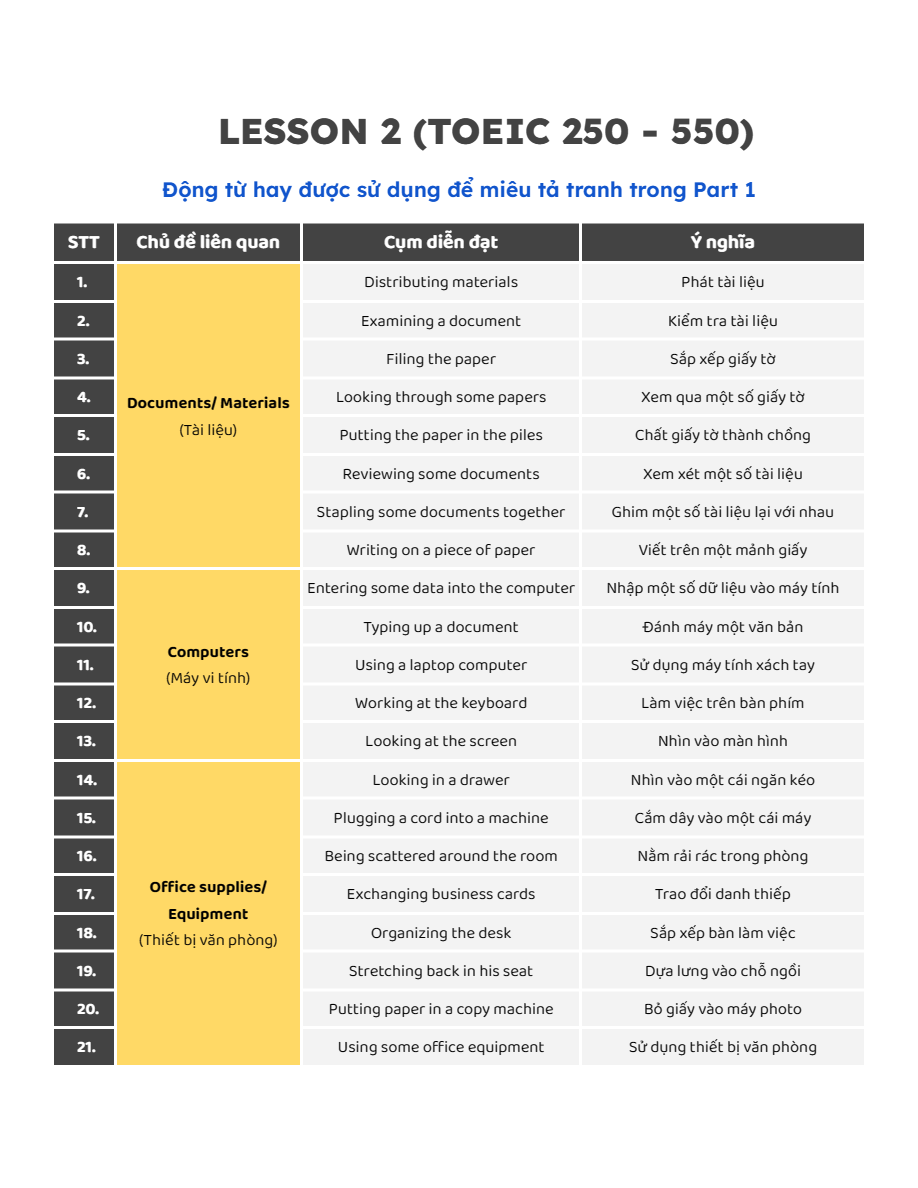 LESSON 2 (TOEIC 250 - 550)
Động từ hay được sử dụng để miêu tả tranh trong Part 1
STT Chủ đề liên quan Cụm diễn đạt Ý nghĩa
1. Distributing materials Phát tài liệu
2. Examining a document Kiểm tra tài liệu
3. Filing the paper Sắp xếp giấy tờ
4. Looking through some papers Xem qua một số giấy tờ
Documents/ Materials
(Tài liệu)
5. Putting the paper in the piles Chất giấy tờ thành chồng
6. Reviewing some documents Xem xét một số tài liệu
7. Stapling some documents together Ghim một số tài liệu lại với nhau
8. Writing on a piece of paper Viết trên một mảnh giấy
9. Entering some data into the computer Nhập một số dữ liệu vào máy tính
10. Typing up a document Đánh máy một văn bản
Computers
(Máy vi tính)
11. Using a laptop computer Sử dụng máy tính xách tay
12. Working at the keyboard Làm việc trên bàn phím
13. Looking at the screen Nhìn vào màn hình
14. Looking in a drawer Nhìn vào một cái ngăn kéo
15. Plugging a cord into a machine Cắm dây vào một cái máy
16. Being scattered around the room Nằm rải rác trong phòng
17. Exchanging business cards Trao đổi danh thiếp
Office supplies/
Equipment
(Thiết bị văn phòng)
18. Organizing the desk Sắp xếp bàn làm việc
19. Stretching back in his seat Dựa lưng vào chỗ ngồi
20. Putting paper in a copy machine Bỏ giấy vào máy photo
21. Using some office equipment Sử dụng thiết bị văn phòng